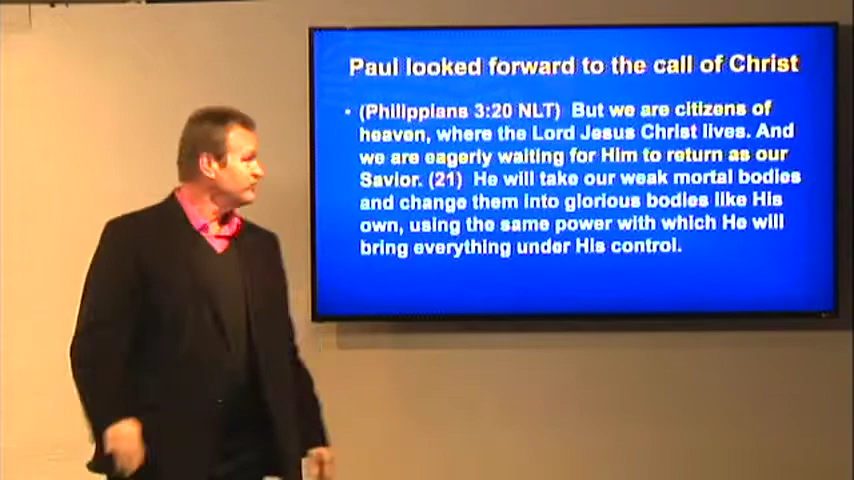 Paul looked forward to the call of Christ
• (Philippians 3:20 NLT) But we are citizens of
heaven, where the Lord Jesus Christ lives. And
we are eagerly waiting for Him to return as our
Savior. (21) He will take our weak mortal bodies
and change them into glorious bodies like His
own, using the same power with which He will
bring everything under His control.